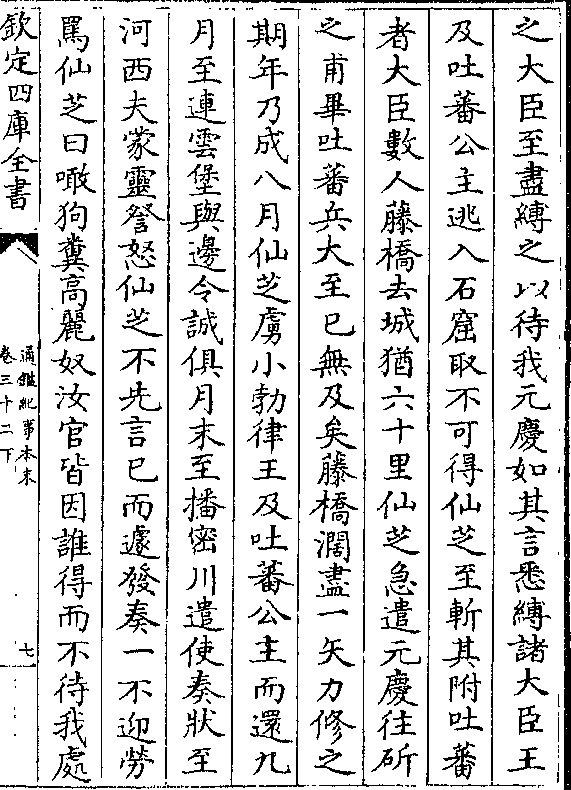 之大臣至盡縛之以待我元慶如其言悉縛諸大臣王
及吐蕃公主逃入石窟取不可得仙芝至斬其附吐蕃
者大臣數人藤橋去城猶六十里仙芝急遣元慶往斫
之甫畢吐蕃兵大至已無及矣藤橋濶盡一矢力修之
期年乃成八月仙芝虜小勃律王及吐蕃公主而還九
月至連雲堡與邊令誠俱月末至播密川遣使奏狀至
河西夫蒙靈詧怒仙芝不先言已而遽發奏一不迎勞
罵仙芝曰噉狗糞高麗奴汝官皆因誰得而不待我處
欽定四庫全書
通鑑紀事本末
卷三十二下
七